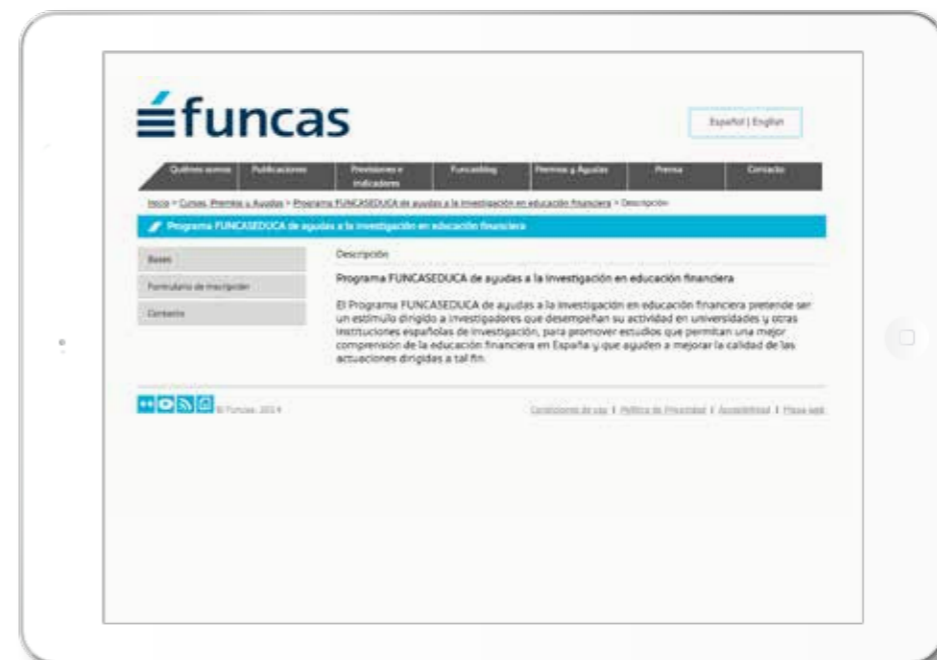 funcas
Español | English
Quiénes somos Publicaciones Previsiones e indicadores Funcasblog Premios y Ayudas Prensa Contacto
Inicio > Cursos, Premios y Ayudas > Programa FUNCASEDUCA de ayudas a la investigación en educación financiera > Descripción
Programa FUNCASEDUCA de ayudas a la investigación en educación financiera
Bases
Formulario de inscripción
Contacto
Descripción
Programa FUNCASEDUCA de ayudas a la investigación en educación financiera
El Programa FUNCASEDUCA de ayudas a la investigación en educación financiera pretende ser
un estímulo dirigido a investigadores que desempeñan su actividad en universidades y otras
instituciones españolas de investigación, para promover estudios que permitan una mejor
comprensión de la educación financiera en España y que ayuden a mejorar la calidad de las
actuaciones dirigidas a tal fin.
© Funcas, 2014
Condiciones de uso | Política de Privacidad | Accesibilidad | Mapa web